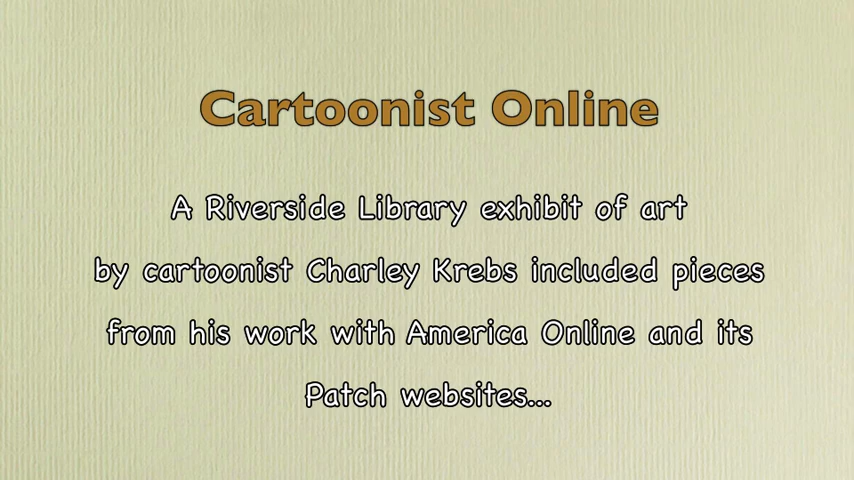 Cartoonist Online
A Riverside Library exhibit of art
by cartoonist Charley Krebs included pieces
from his work with America Online and its
Patch websites...